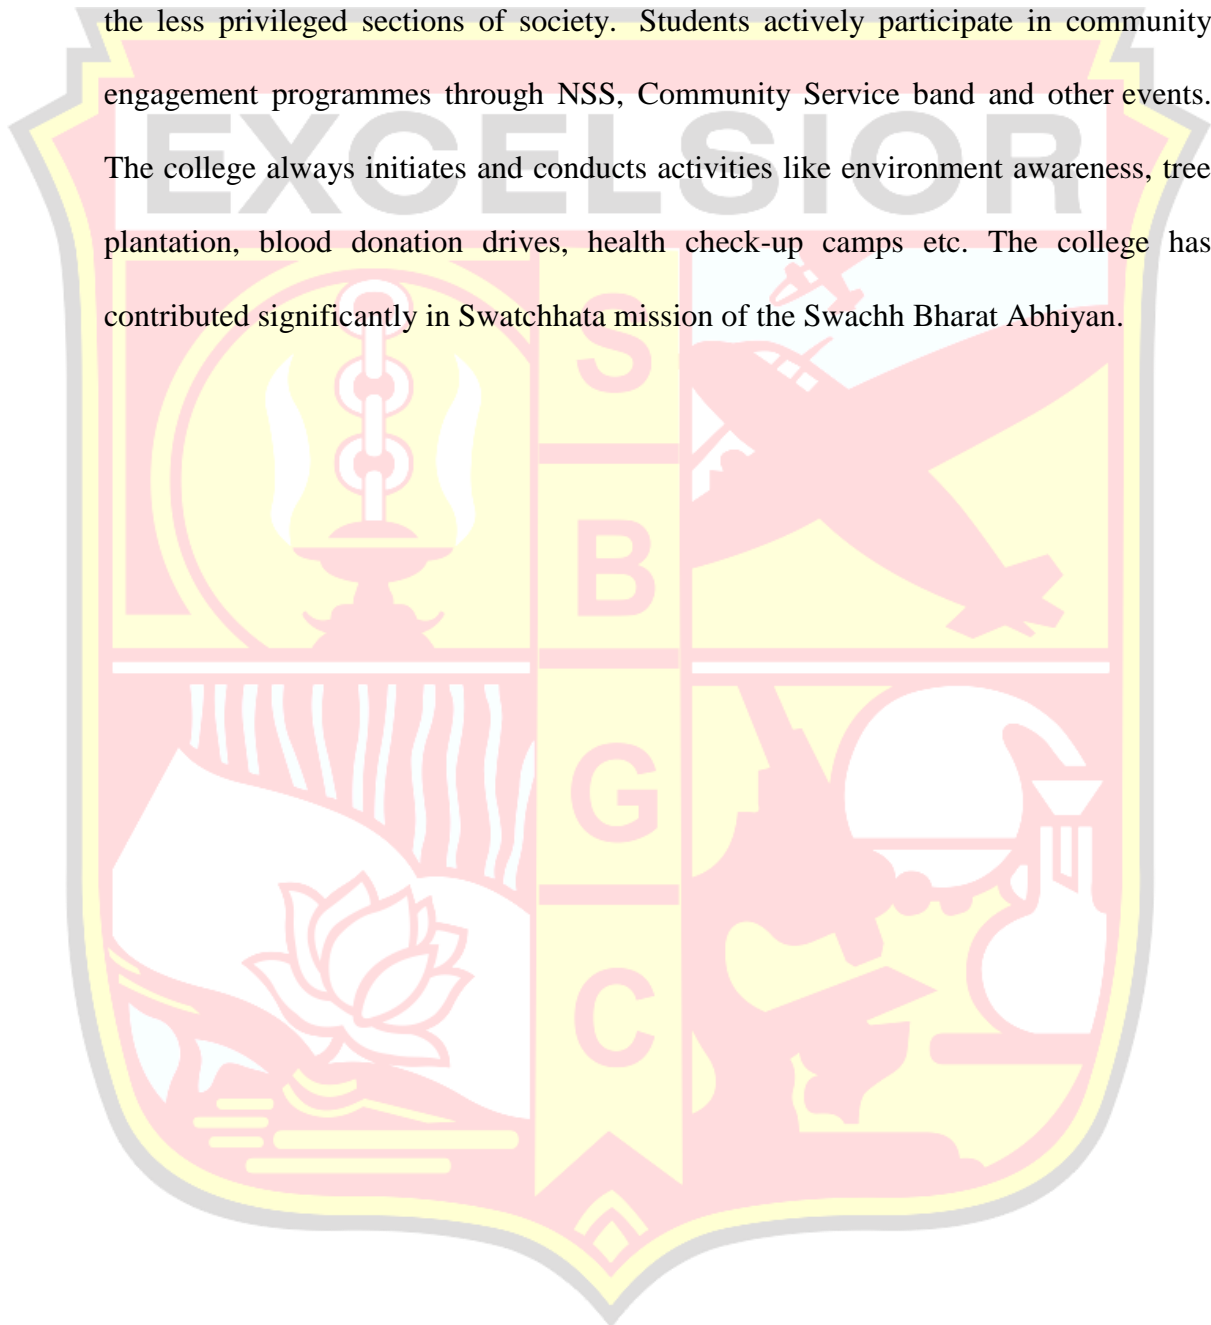 the less privileged sections of society. Students actively participate in community
engagement programmes through NSS, Community Service band and other events.
The college always initiates and conducts activities like environment awareness, tree
plantation, blood donation drives, health check-up camps etc. The college has
contributed significantly in Swatchhata mission of the Swachh Bharat Abhiyan.
EXCELSIOR
S
B
G
C